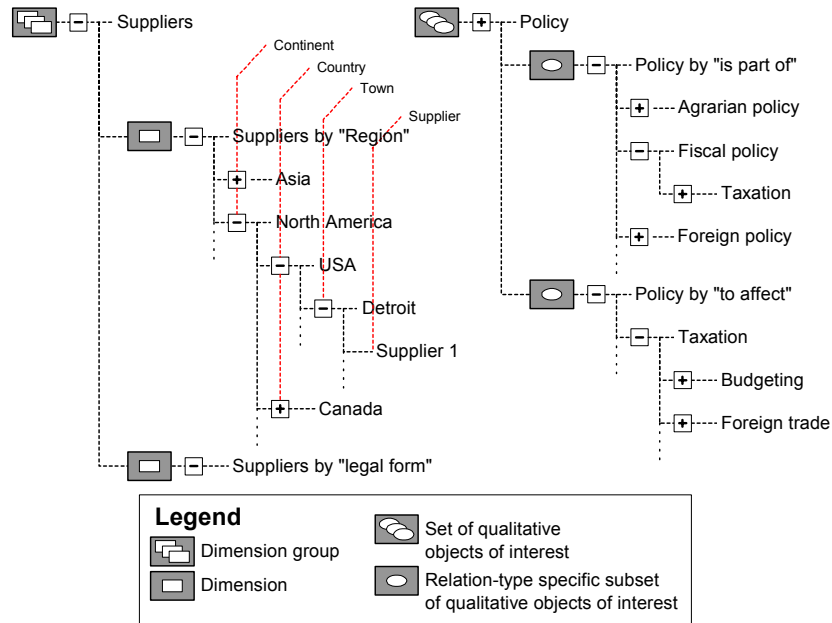 Suppliers
Continent
Country
Town
Supplier
Suppliers by "Region"
Asia
North America
USA
Detroit
Supplier 1
Canada
Suppliers by "legal form"
Policy
Policy by "is part of"
Agrarian policy
Fiscal policy
Taxation
Foreign policy
Policy by "to affect"
Taxation
Budgeting
Foreign trade
Legend
Dimension group
Dimension
Set of qualitative
objects of interest
Relation-type specific subset
of qualitative objects of interest